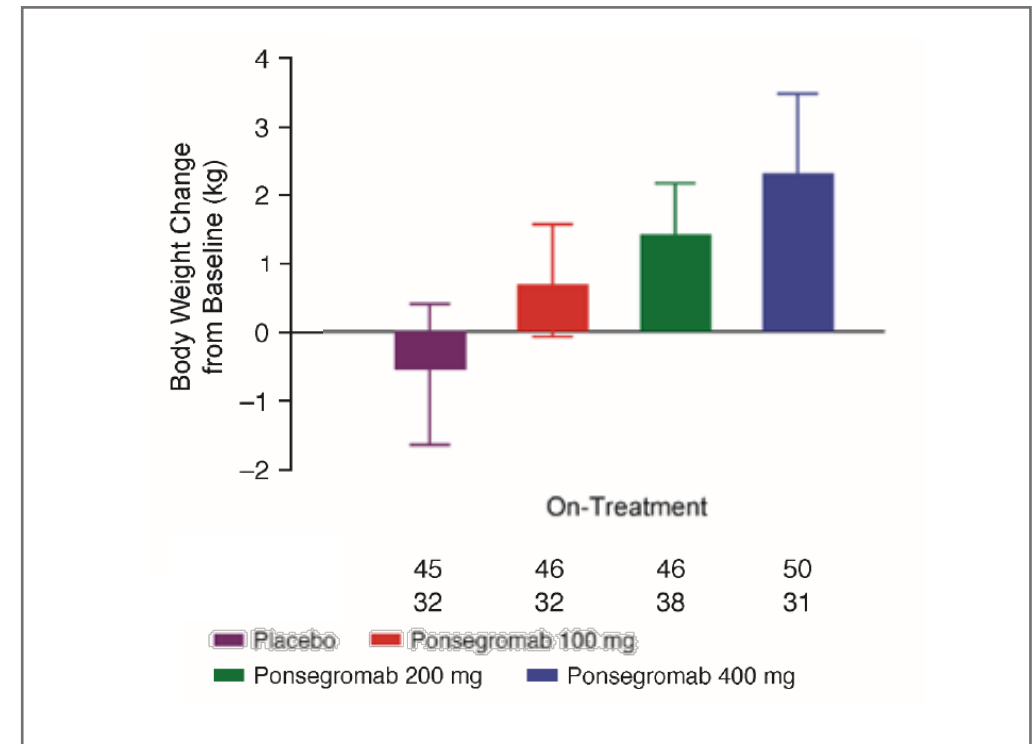 4
3
2
1
0
−1
−2
Body Weight Change
from Baseline (kg)
On-Treatment
45 46 46 50
32 32 38 31
Placebo Ponsegromab 100 mg
Ponsegromab 200 mg Ponsegromab 400 mg